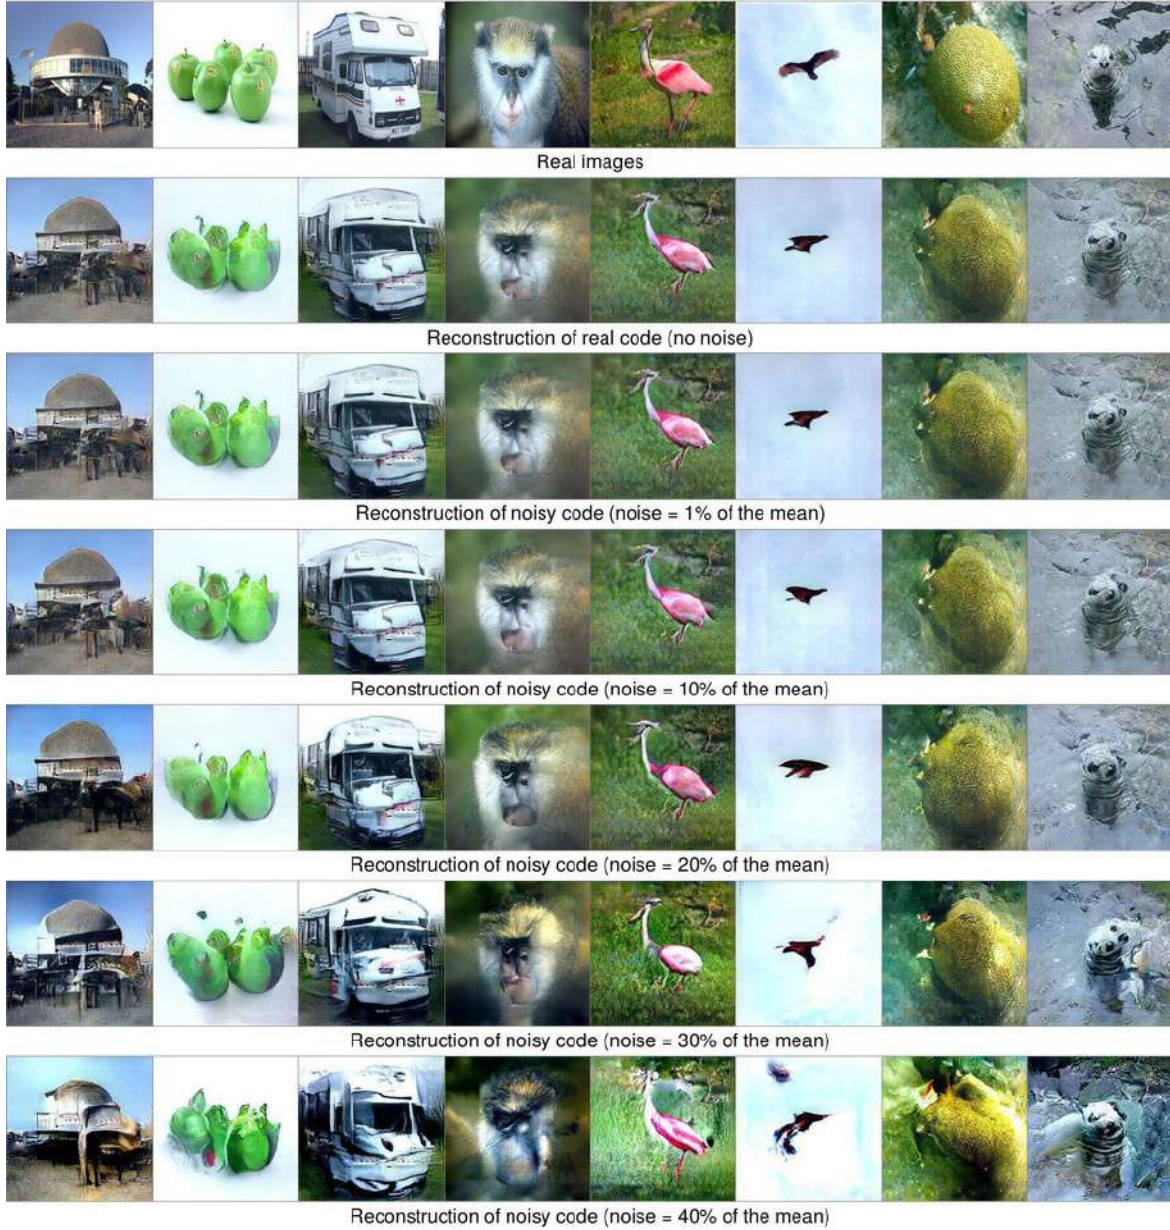 Real images
Reconstruction of real code (no noise)
Reconstruction of noisy code (noise = 1% of the mean)
Reconstruction of noisy code (noise = 10% of the mean)
Reconstruction of noisy code (noise = 20% of the mean)
Reconstruction of noisy code (noise = 30% of the mean)
Reconstruction of noisy code (noise = 40% of the mean)